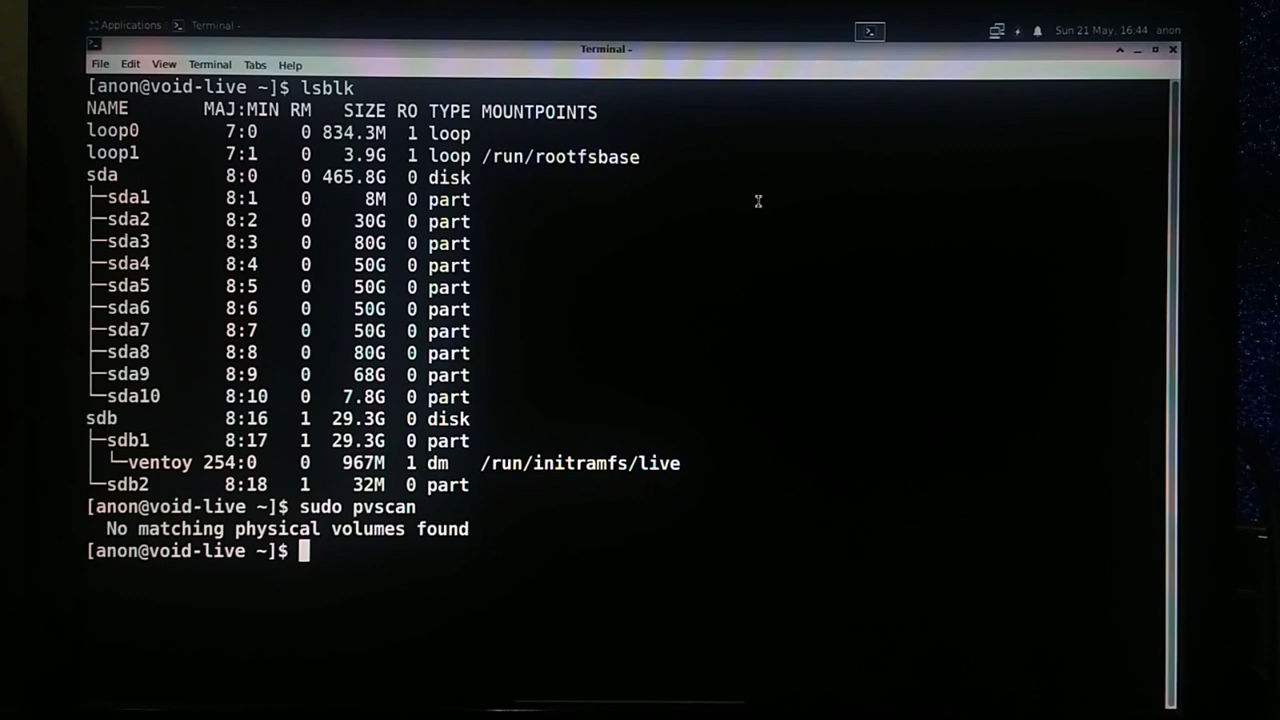 Applications Terminal - Sun 21 May, 16:44 anon
Terminal -
File Edit View Terminal Tabs Help
[anon@void-live ~]$ lsblk
NAME MAJ:MIN RM SIZE RO TYPE MOUNTPOINTS
loop0 7:0 0 834.3M 1 loop
loop1 7:1 0 3.9G 1 loop /run/rootfsbase
sda 8:0 0 465.8G 0 disk
├─sda1 8:1 0 8M 0 part
├─sda2 8:2 0 30G 0 part
├─sda3 8:3 0 80G 0 part
├─sda4 8:4 0 50G 0 part
├─sda5 8:5 0 50G 0 part
├─sda6 8:6 0 50G 0 part
├─sda7 8:7 0 50G 0 part
├─sda8 8:8 0 80G 0 part
├─sda9 8:9 0 68G 0 part
└─sda10 8:10 0 7.8G 0 part
sdb 8:16 1 29.3G 0 disk
├─sdb1 8:17 1 29.3G 0 part
│ └─ventoy 254:0 0 967M 1 dm /run/initramfs/live
└─sdb2 8:18 1 32M 0 part
[anon@void-live ~]$ sudo pvscan
No matching physical volumes found
[anon@void-live ~]$